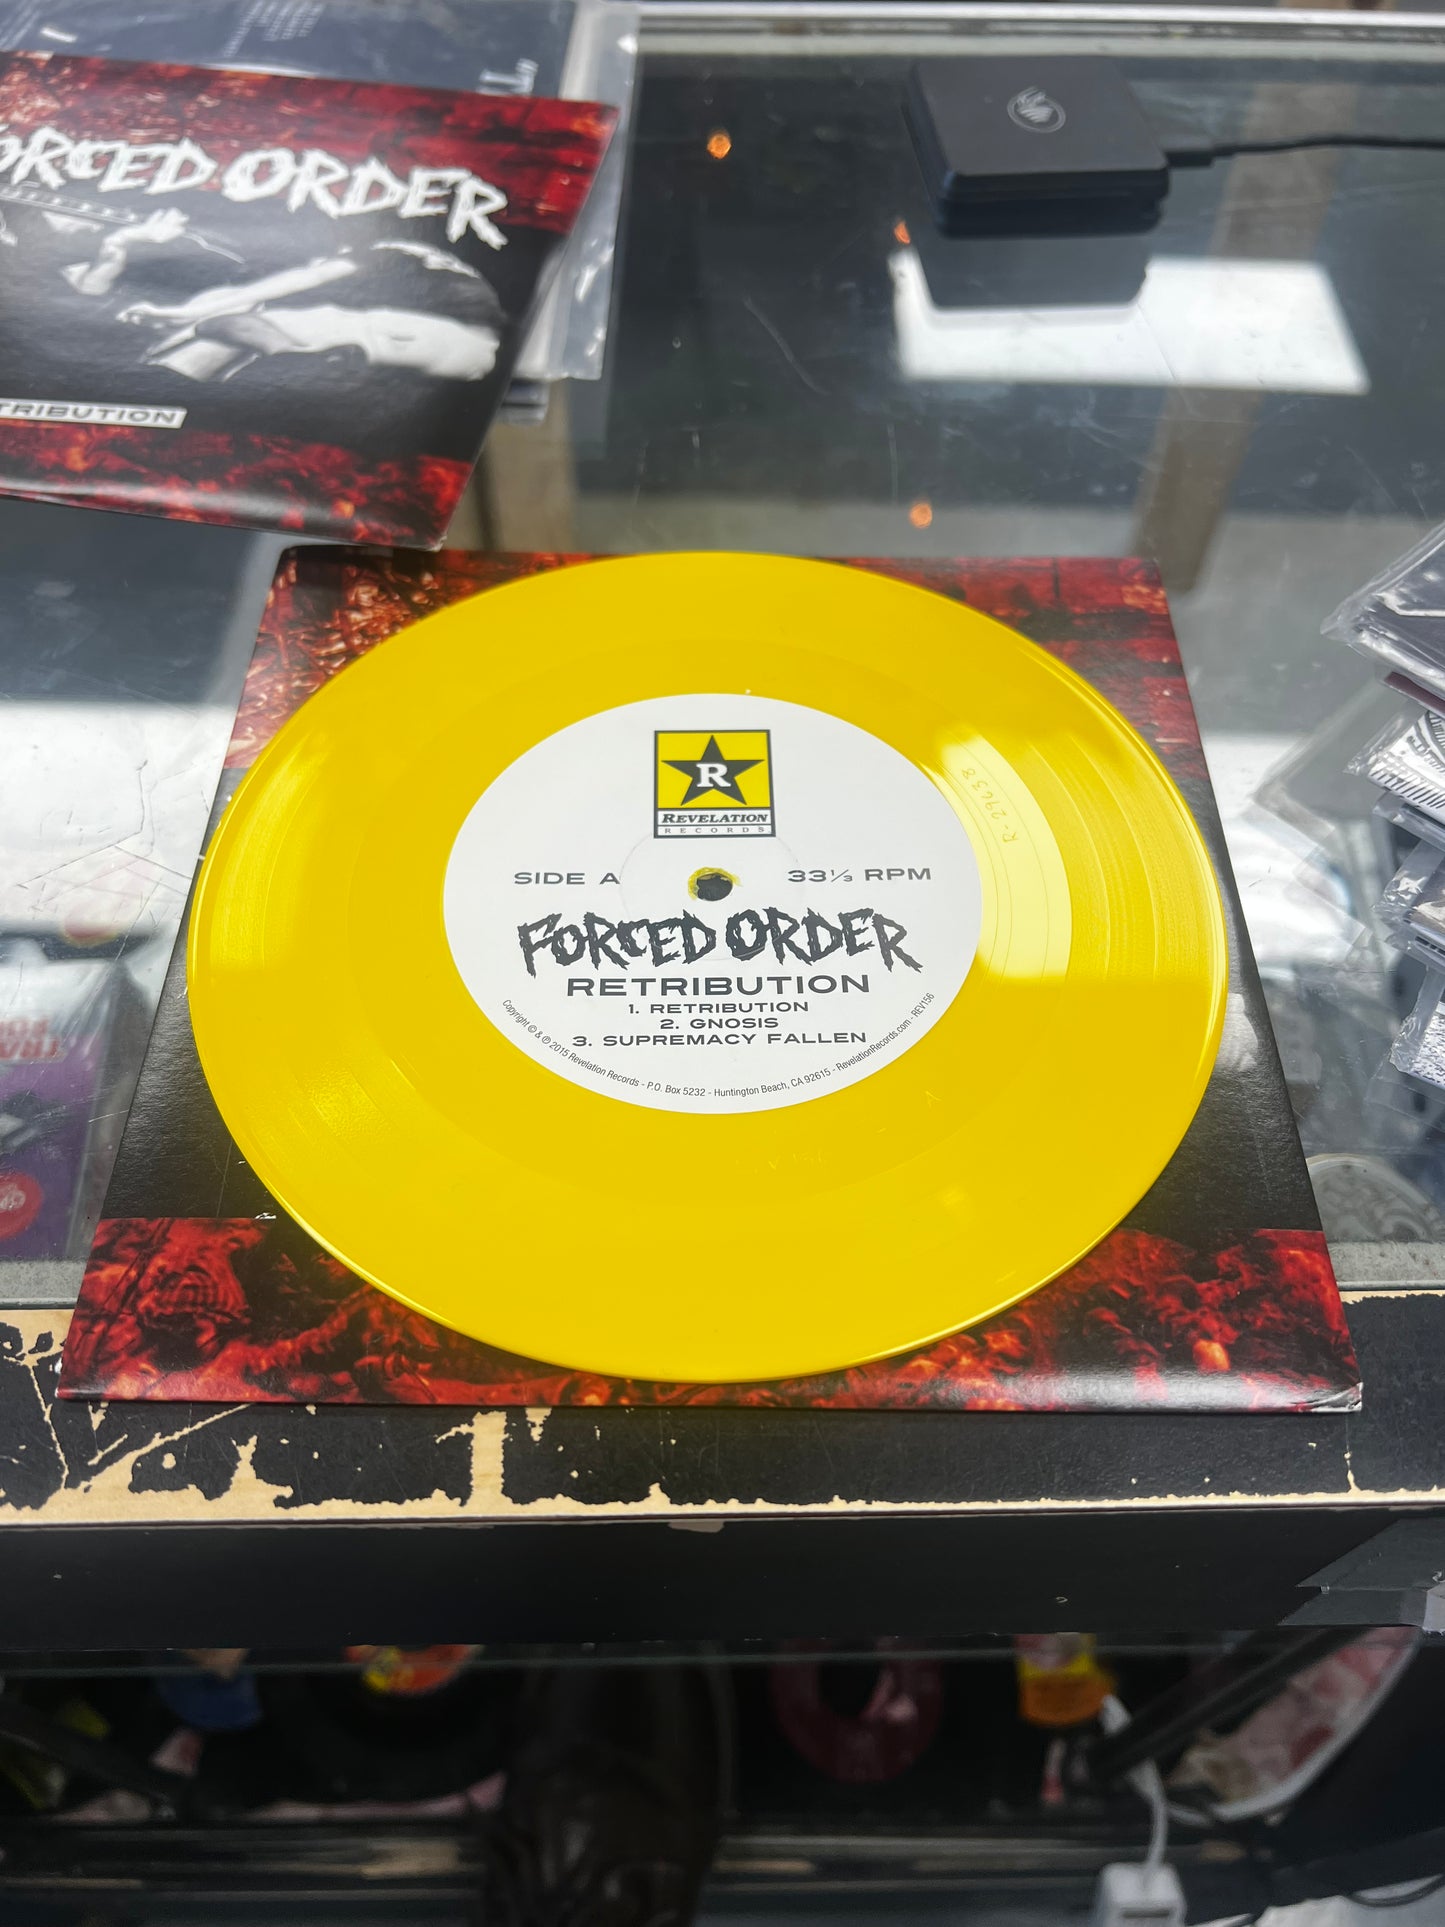 FORCED ORDER
TRIBUTION
R
REVELATION
RECORDS
SIDE A
33⅓ RPM
FORCED ORDER
RETRIBUTION
1. RETRIBUTION
2. GNOSIS
3. SUPREMACY FALLEN
Copyright © & ℗ 2015 Revelation Records - P.O. Box 5232 - Huntington Beach, CA 92615 - RevelationRecords.com - REV156
R-29638
A